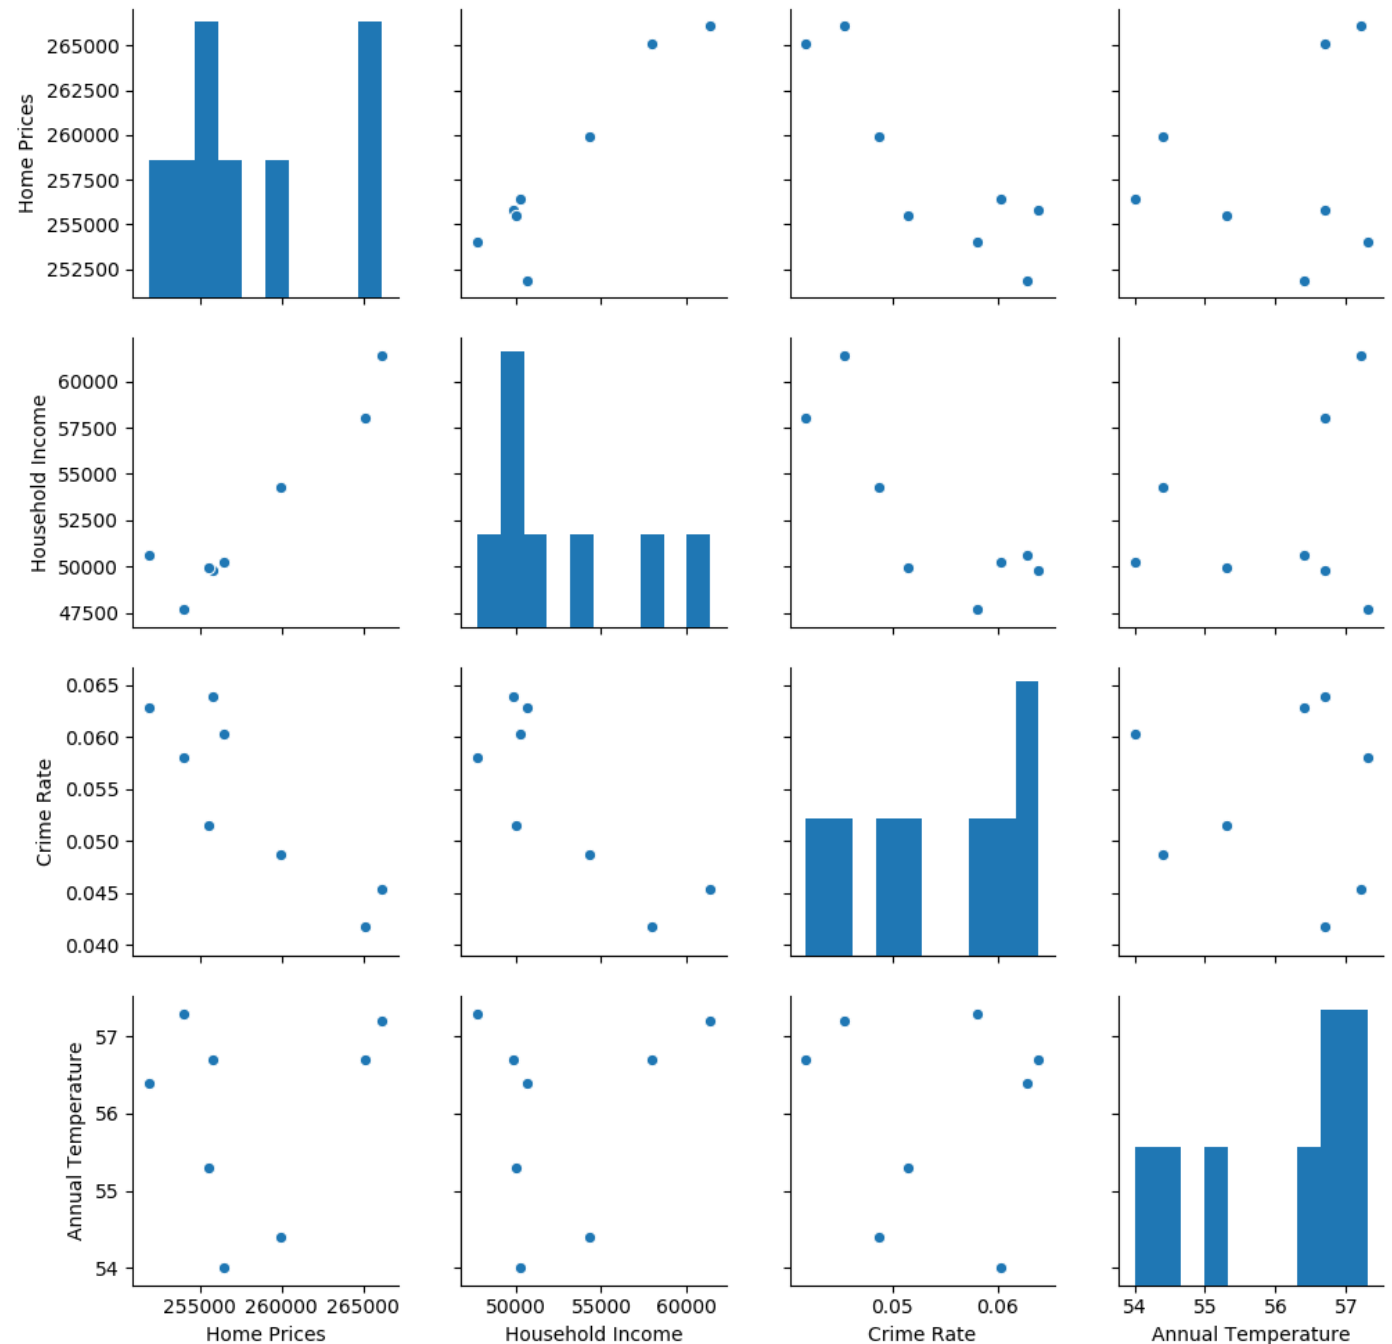 Home Prices
265000
262500
260000
257500
255000
252500
Household Income
60000
57500
55000
52500
50000
47500
Crime Rate
0.065
0.060
0.055
0.050
0.045
0.040
Annual Temperature
57
56
55
54
255000 260000 265000
50000 55000 60000
0.05 0.06
54 55 56 57
Home Prices
Household Income
Crime Rate
Annual Temperature